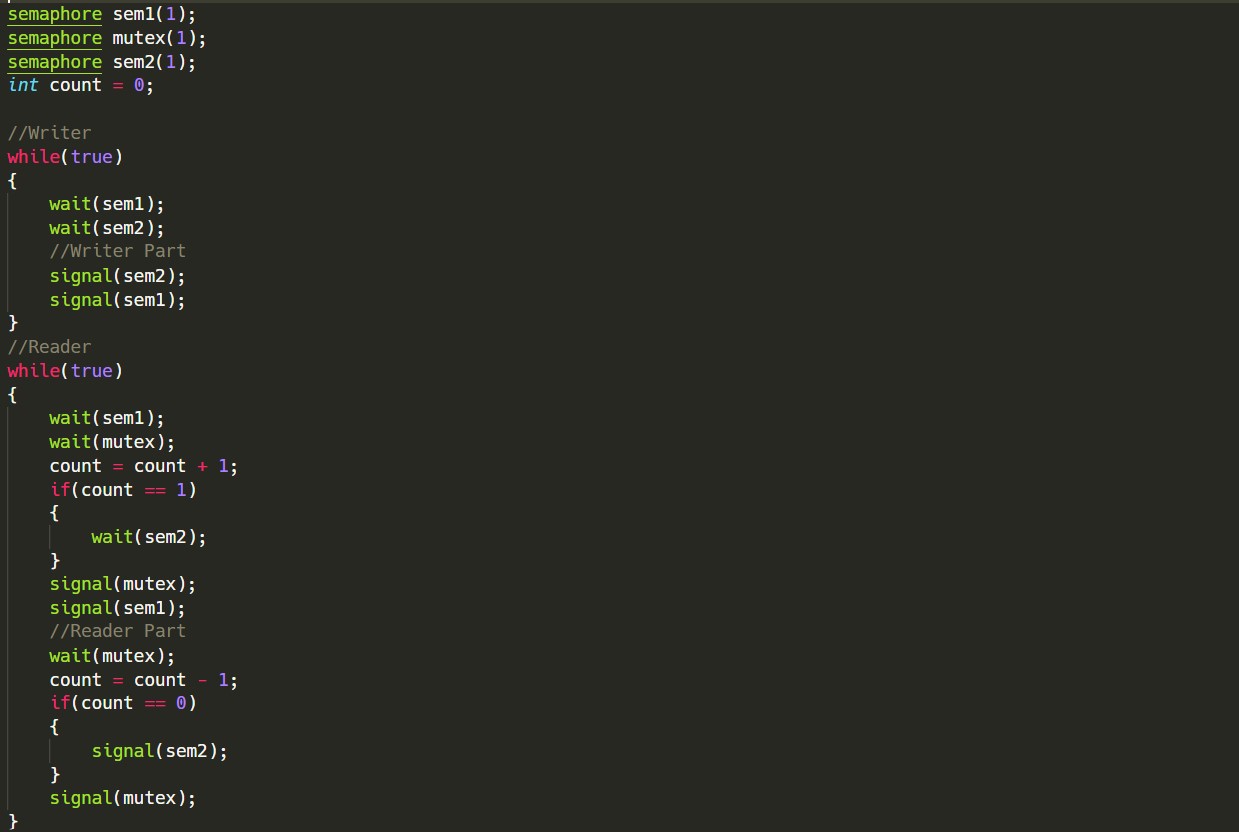 semaphore sem1(1);
semaphore mutex(1);
semaphore sem2(1);
int count = 0;

//Writer
while(true)
{
    wait(sem1);
    wait(sem2);
    //Writer Part
    signal(sem2);
    signal(sem1);
}
//Reader
while(true)
{
    wait(sem1);
    wait(mutex);
    count = count + 1;
    if(count == 1)
    {
        wait(sem2);
    }
    signal(mutex);
    signal(sem1);
    //Reader Part
    wait(mutex);
    count = count - 1;
    if(count == 0)
    {
        signal(sem2);
    }
    signal(mutex);
}